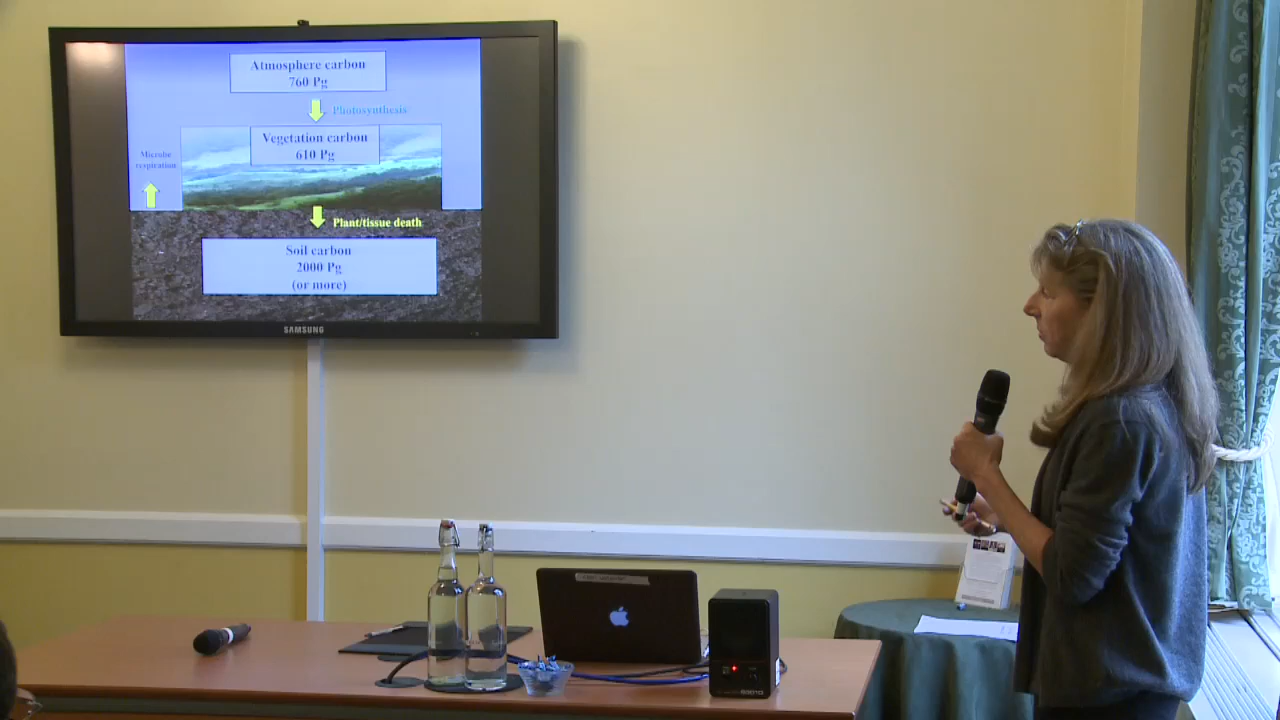 Atmosphere carbon
760 Pg
Photosynthesis
Vegetation carbon
610 Pg
Microbe
respiration
Plant/tissue death
Soil carbon
2000 Pg
(or more)
SAMSUNG